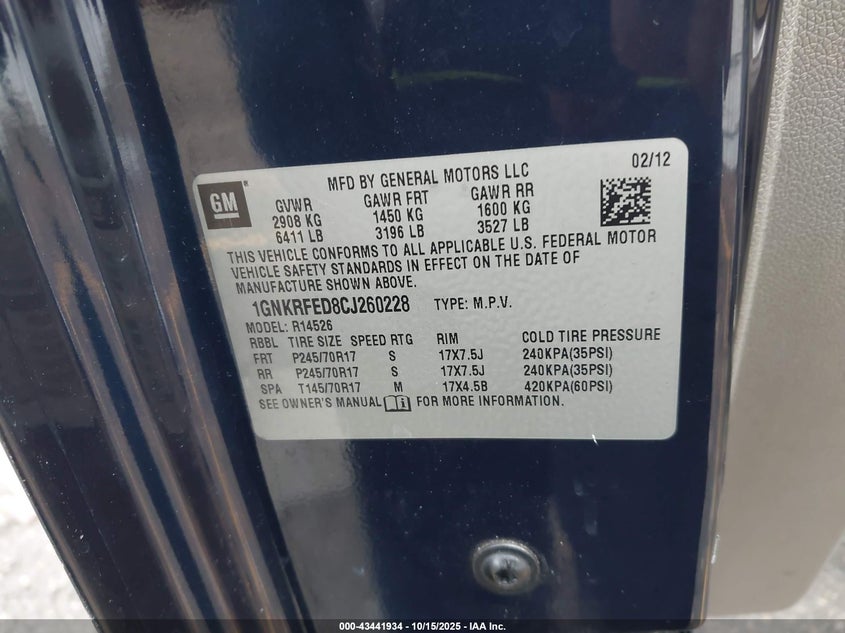 MFD BY GENERAL MOTORS LLC 02/12
GM ®
GVWR GAWR FRT GAWR RR
2908 KG 1450 KG 1600 KG
6411 LB 3196 LB 3527 LB
THIS VEHICLE CONFORMS TO ALL APPLICABLE U.S. FEDERAL MOTOR
VEHICLE SAFETY STANDARDS IN EFFECT ON THE DATE OF
MANUFACTURE SHOWN ABOVE.
1GNKRFED8CJ260228 TYPE: M.P.V.
MODEL: R14526
RBBL TIRE SIZE SPEED RTG RIM COLD TIRE PRESSURE
FRT P245/70R17 S 17X7.5J 240KPA(35PSI)
RR P245/70R17 S 17X7.5J 240KPA(35PSI)
SPA T145/70R17 M 17X4.5B 420KPA(60PSI)
SEE OWNER'S MANUAL FOR MORE INFORMATION.
000-43441934 - 10/15/2025 - IAA Inc.